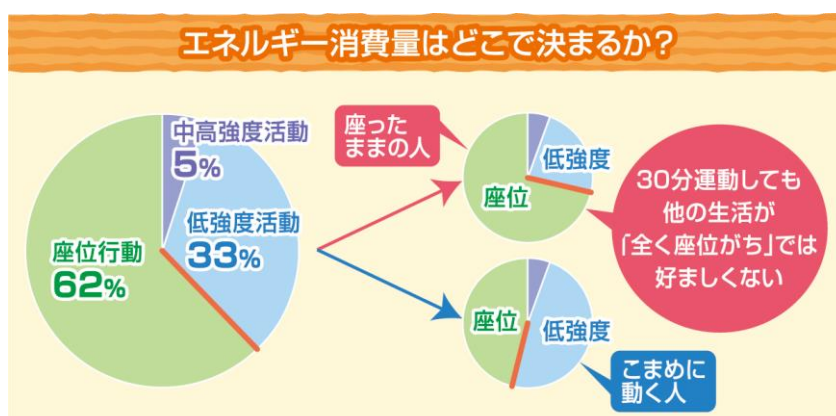 エネルギー消費量はどこで決まるか?
中高強度活動
5%
低強度活動
33%
座位行動
62%
座った
ままの人
低強度
座位
30分運動しても
他の生活が
「全く座位がち」では
好ましくない
座位
低強度
こまめに
動く人